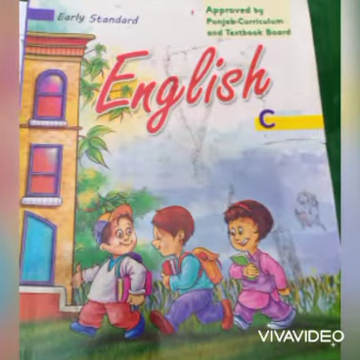 Early Standard
Approved by
Punjab Curriculum
and Textbook Board
English
C
VIVAVIDEO